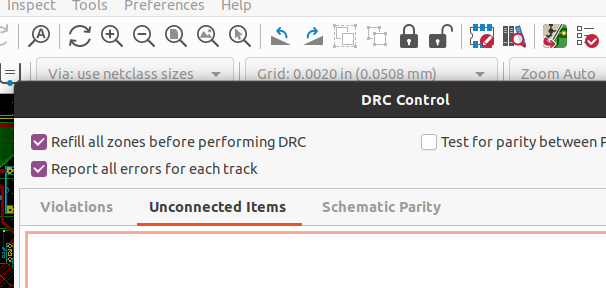 Inspect Tools Preferences Help
Via: use netclass sizes Grid: 0.0020 in (0.0508 mm) Zoom Auto
DRC Control
Refill all zones before performing DRC Test for parity between
Report all errors for each track
Violations Unconnected Items Schematic Parity